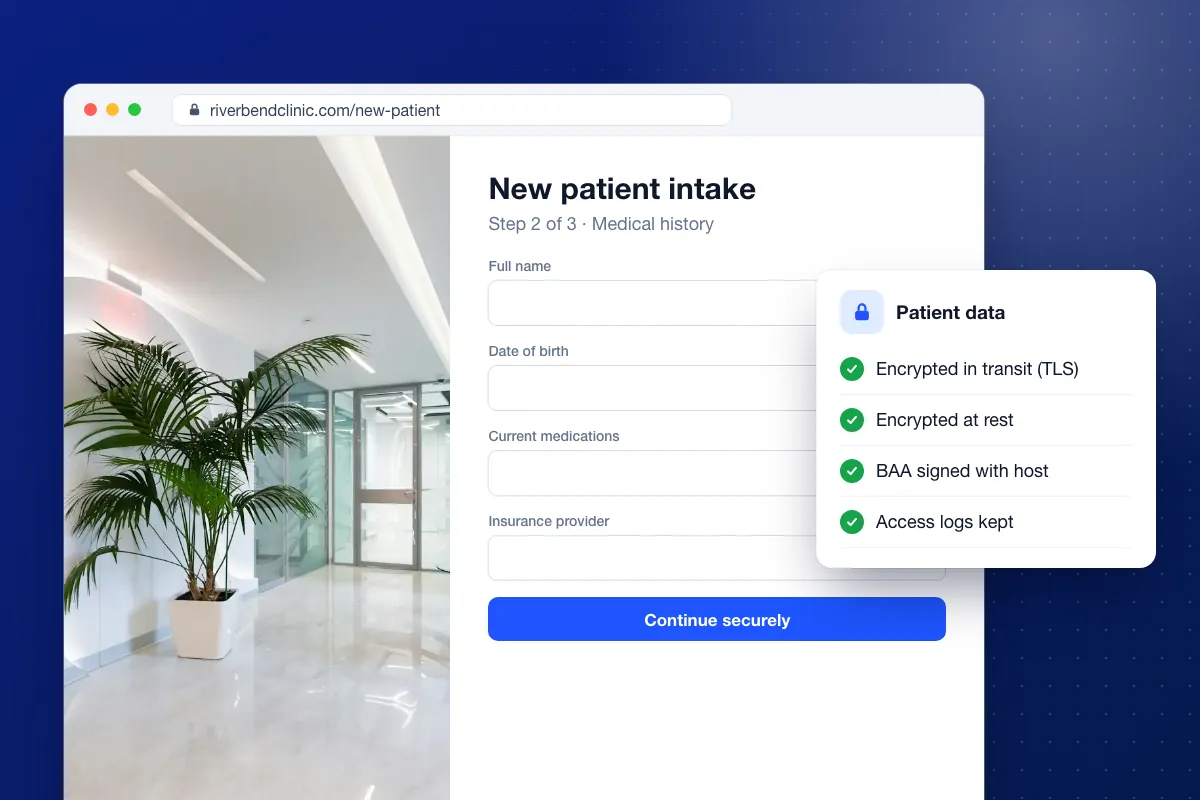 riverbendclinic.com/new-patient
New patient intake
Step 2 of 3 · Medical history
Full name
Date of birth
Current medications
Insurance provider
Continue securely
Patient data
Encrypted in transit (TLS)
Encrypted at rest
BAA signed with host
Access logs kept